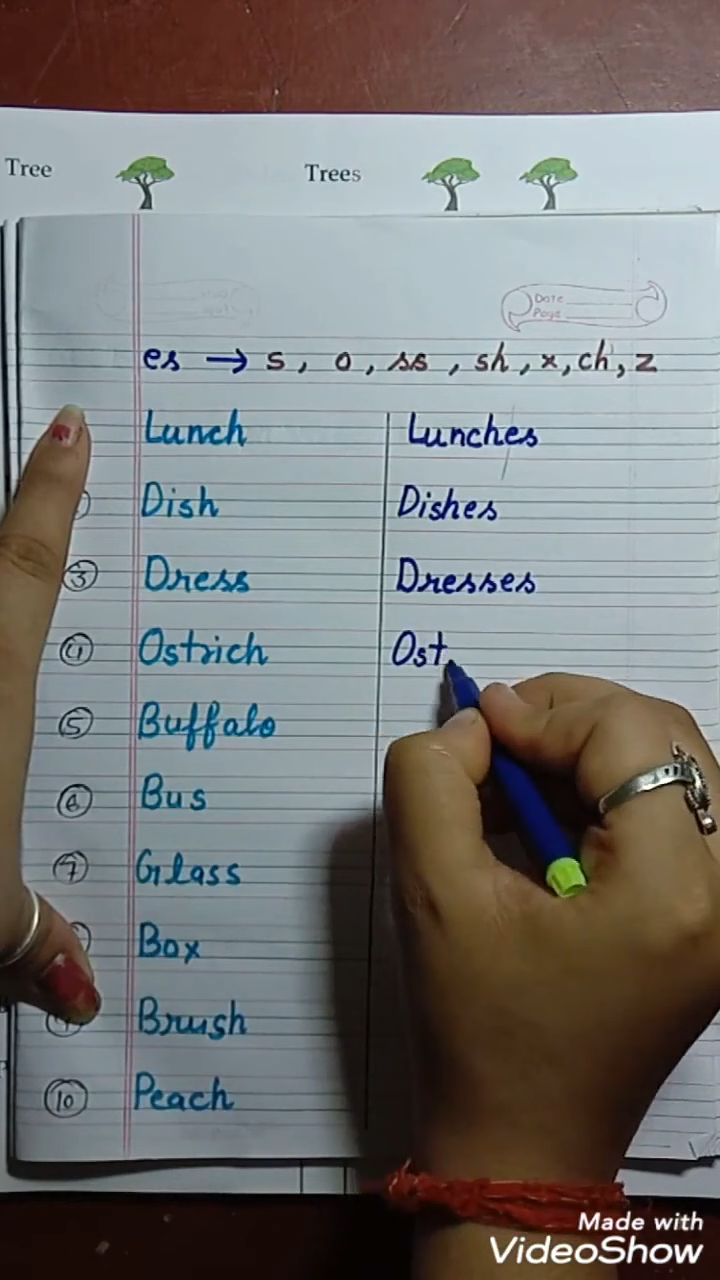 Tree Trees
Date
Page
es → s, o, ss, sh, x, ch, z
Lunch Lunches
Dish Dishes
③ Dress Dresses
④ Ostrich Ost
⑤ Buffalo
⑥ Bus
⑦ Glass
Box
⑨ Brush
⑩ Peach
Made with
VideoShow